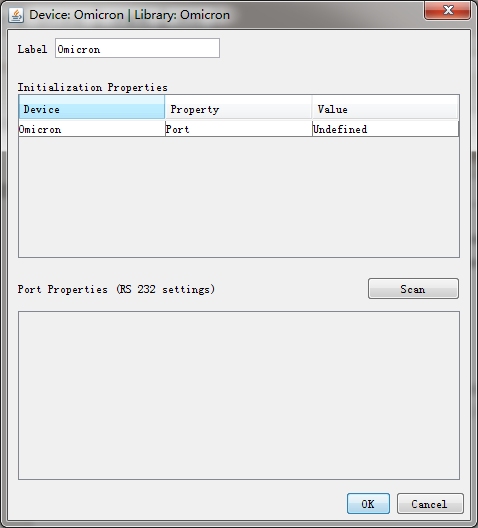 Device: Omicron | Library: Omicron
Label Omicron
Initialization Properties
Device Property Value
Omicron Port Undefined
Port Properties (RS 232 settings) Scan
OK Cancel